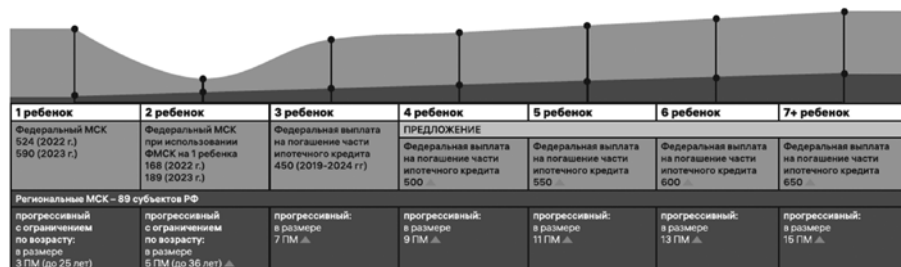 1 ребенок
2 ребенок
3 ребенок
4 ребенок
5 ребенок
6 ребенок
7+ ребенок
Федеральный МСК
524 (2022 г.)
590 (2023 г.)
Федеральный МСК
при использовании
ФМСК на 1 ребенка
168 (2022 г.)
189 (2023 г.)
Федеральная выплата
на погашение части
ипотечного кредита
450 (2019-2024 гг)
ПРЕДЛОЖЕНИЕ
Федеральная выплата
на погашение части
ипотечного кредита
500 ▲
Федеральная выплата
на погашение части
ипотечного кредита
550 ▲
Федеральная выплата
на погашение части
ипотечного кредита
600 ▲
Федеральная выплата
на погашение части
ипотечного кредита
650 ▲
Региональные МСК – 89 субъектов РФ
прогрессивный
с ограничением
по возрасту:
в размере
3 ПМ (до 25 лет)
прогрессивный
с ограничением
по возрасту:
в размере
5 ПМ (до 36 лет) ▲
прогрессивный:
в размере
7 ПМ ▲
прогрессивный:
в размере
9 ПМ ▲
прогрессивный:
в размере
11 ПМ ▲
прогрессивный:
в размере
13 ПМ ▲
прогрессивный:
в размере
15 ПМ ▲